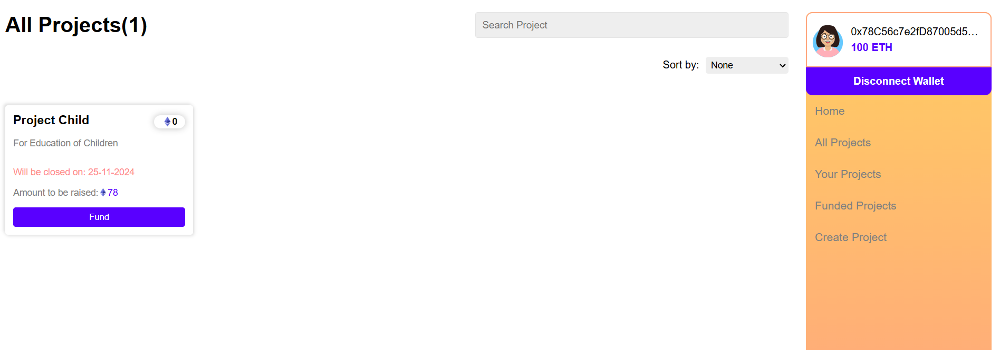 All Projects(1)
Search Project
Sort by: None
Project Child
0
For Education of Children
Will be closed on: 25-11-2024
Amount to be raised: 78
Fund
0x78C56c7e2fD87005d5...
100 ETH
Disconnect Wallet
Home
All Projects
Your Projects
Funded Projects
Create Project